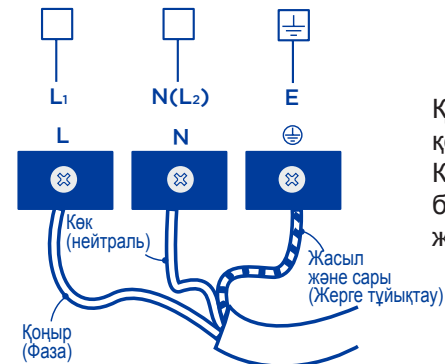 L1 N(L2) E
L N
Көк
(нейтраль)
Жасыл
және сары
(Жерге тұйықтау)
Қоңыр
(Фаза)